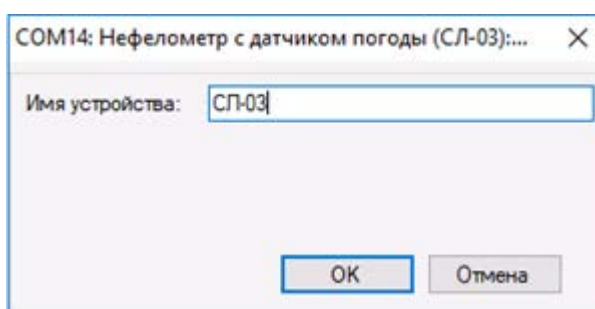 COM14: Нефелометр с датчиком погоды (СЛ-03):...
Имя устройства: СЛ-03
OK Отмена